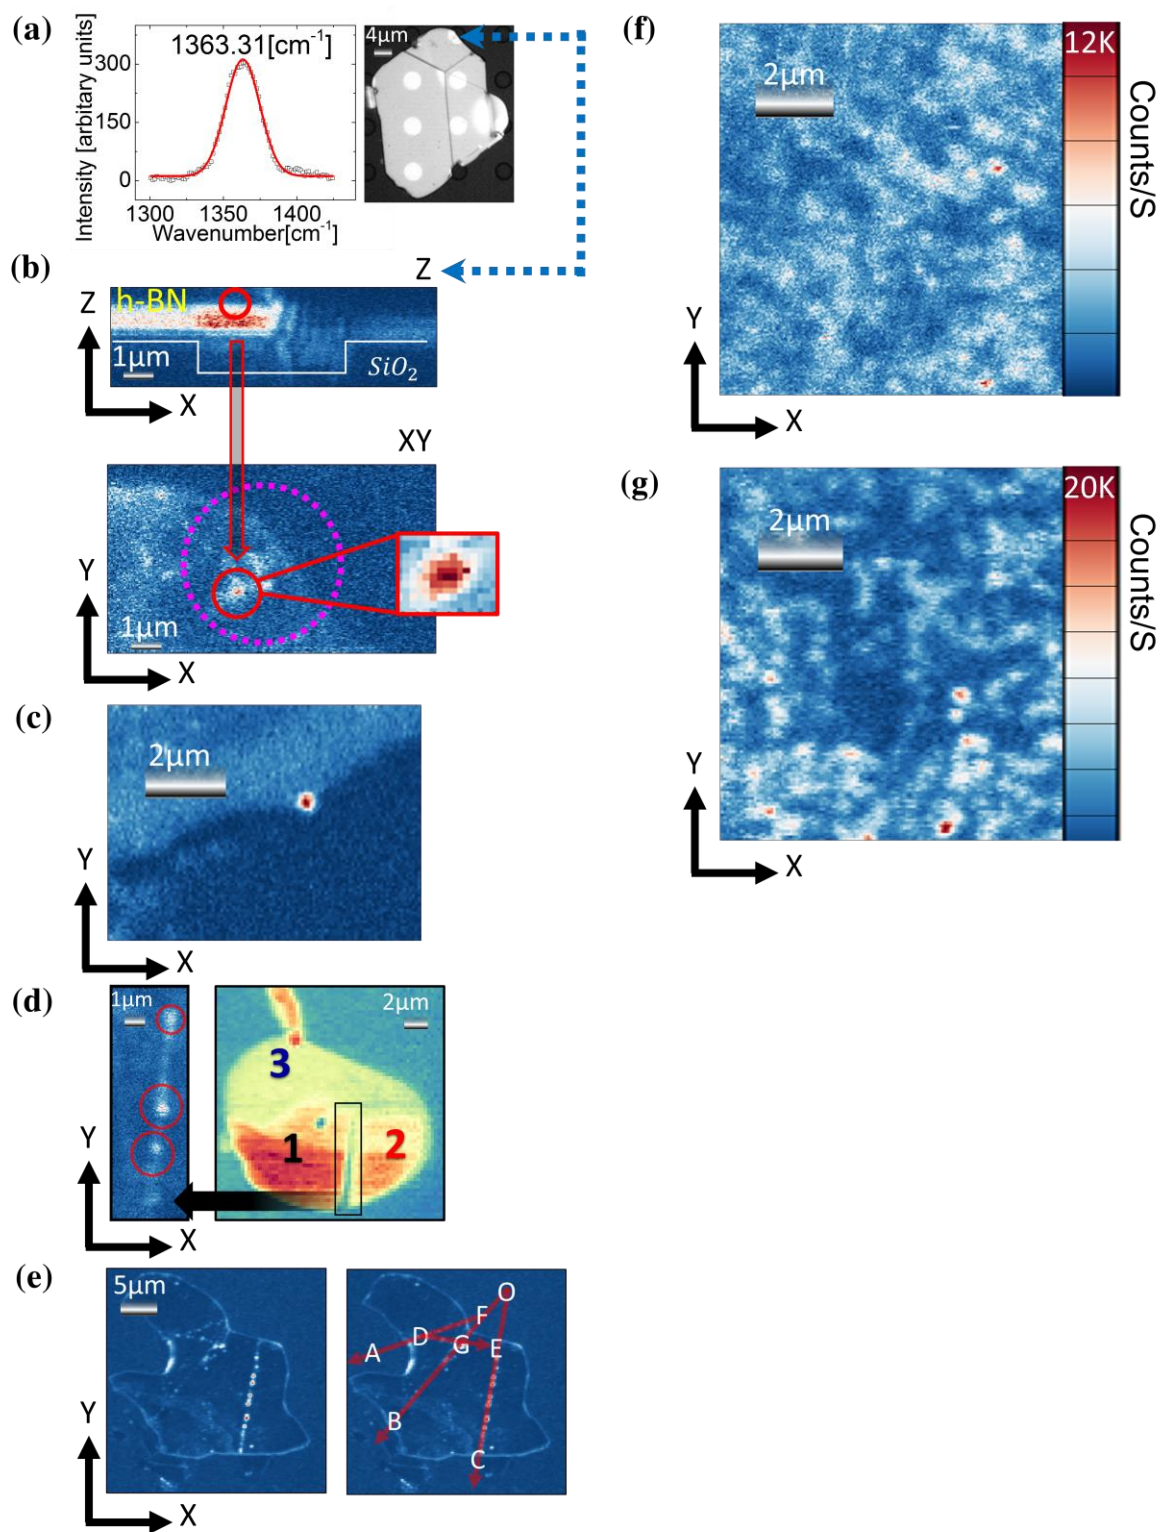 (a)
1363.31[cm⁻¹]
Intensity [arbitary units]
300
150
0
1300 1350 1400
Wavenumber[cm⁻¹]
4μm
(b)
Z
Z
h-BN
1μm
SiO₂
X
XY
Y
1μm
X
(c)
2μm
Y
X
(d)
1μm
2μm
3
1
2
Y
X
(e)
5μm
Y
X
O
F
D
G
E
A
B
C
(f)
2μm
12K
Counts/S
Y
X
(g)
2μm
20K
Counts/S
Y
X